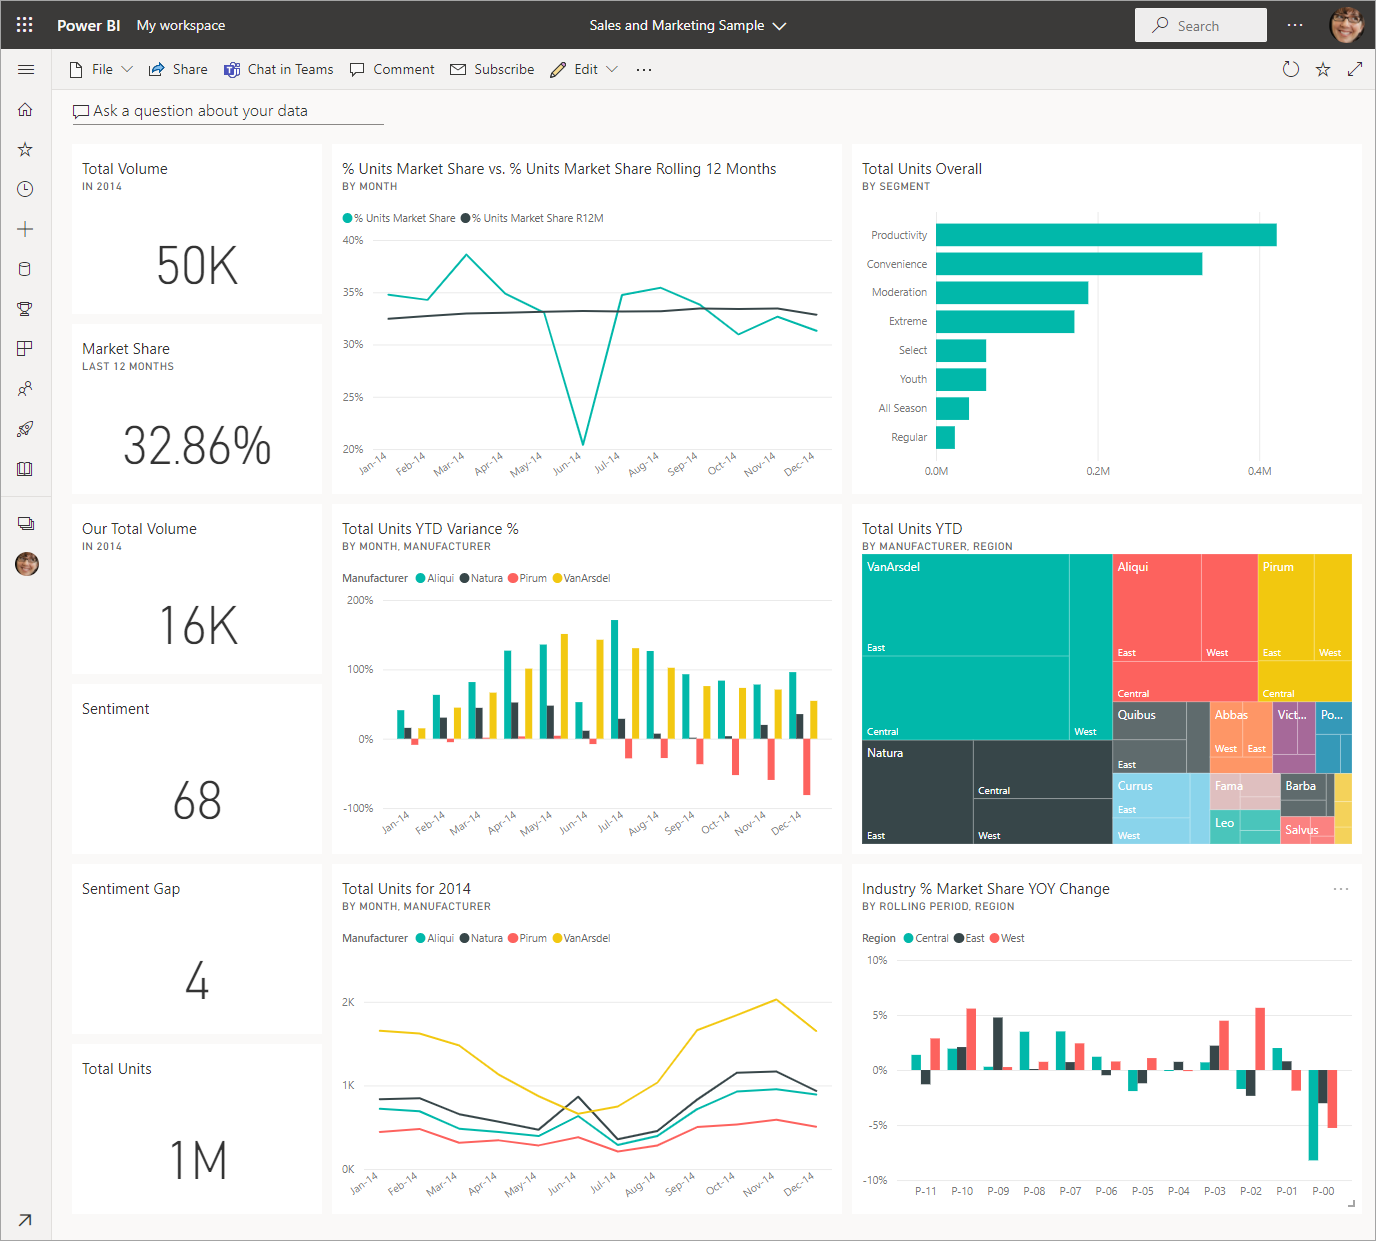 Power BI My workspace
Sales and Marketing Sample
Search
File Share Chat in Teams Comment Subscribe Edit
Ask a question about your data
Total Volume
IN 2014
50K
Market Share
LAST 12 MONTHS
32.86%
Our Total Volume
IN 2014
16K
Sentiment
68
Sentiment Gap
4
Total Units
1M
% Units Market Share vs. % Units Market Share Rolling 12 Months
BY MONTH
% Units Market Share % Units Market Share R12M
40%
35%
30%
25%
20%
Jan-14 Feb-14 Mar-14 Apr-14 May-14 Jun-14 Jul-14 Aug-14 Sep-14 Oct-14 Nov-14 Dec-14
Total Units Overall
BY SEGMENT
Productivity
Convenience
Moderation
Extreme
Select
Youth
All Season
Regular
0.0M 0.2M 0.4M
Total Units YTD Variance %
BY MONTH, MANUFACTURER
Manufacturer Aliqui Natura Pirum VanArsdel
200%
100%
0%
-100%
Jan-14 Feb-14 Mar-14 Apr-14 May-14 Jun-14 Jul-14 Aug-14 Sep-14 Oct-14 Nov-14 Dec-14
Total Units YTD
BY MANUFACTURER, REGION
VanArsdel
East
Central
West
Natura
East
Central
West
Aliqui
East West
Central
Pirum
East West
Central
Quibus
East
Abbas
West East
Vict...
Po...
Currus
East
West
Fama
Leo
Barba
Salvus
Total Units for 2014
BY MONTH, MANUFACTURER
Manufacturer Aliqui Natura Pirum VanArsdel
2K
1K
0K
Jan-14 Feb-14 Mar-14 Apr-14 May-14 Jun-14 Jul-14 Aug-14 Sep-14 Oct-14 Nov-14 Dec-14
Industry % Market Share YOY Change
BY ROLLING PERIOD, REGION
Region Central East West
10%
5%
0%
-5%
-10%
P-11 P-10 P-09 P-08 P-07 P-06 P-05 P-04 P-03 P-02 P-01 P-00